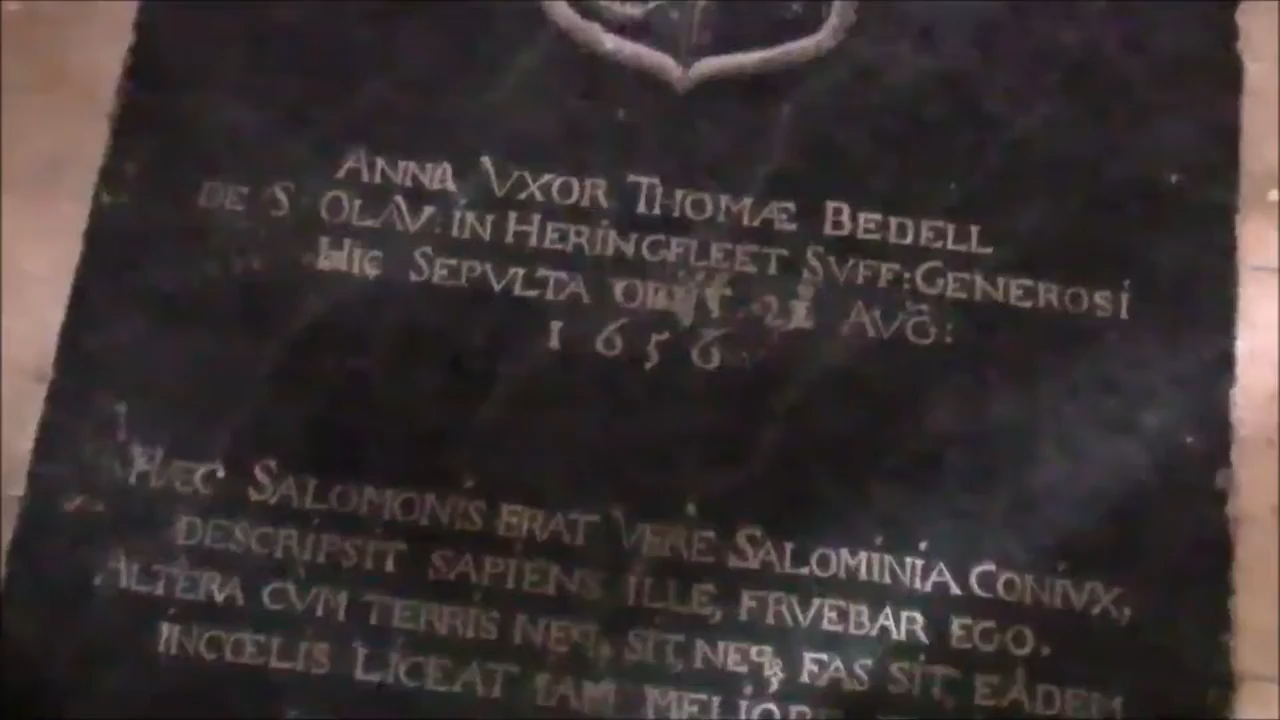 ANNA VXOR THOMÆ BEDELL
DE S OLAV: IN HERINGFLEET SVFF: GENEROSI
HIC SEPVLTA OBIJT 21 AVG:
1656
HÆC SALOMONIS ERAT VERE SALOMINIA CONIVX,
DESCRIPSIT SAPIENS ILLE, FRVEBAR EGO.
ALTERA CVM TERRIS NEQ, SIT, NEQ, FAS SIT, EÂDEM
IN CŒLIS LICEAT IAM